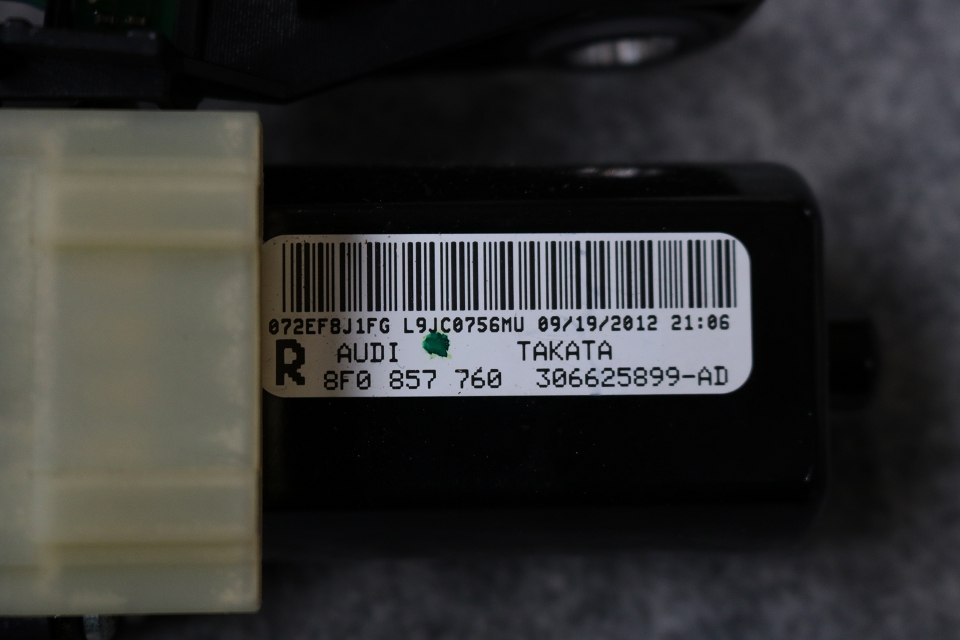 072EF8J1FG L9JC0756MU 09/19/2012 21:06
R AUDI TAKATA
8F0 857 760 306625899-AD